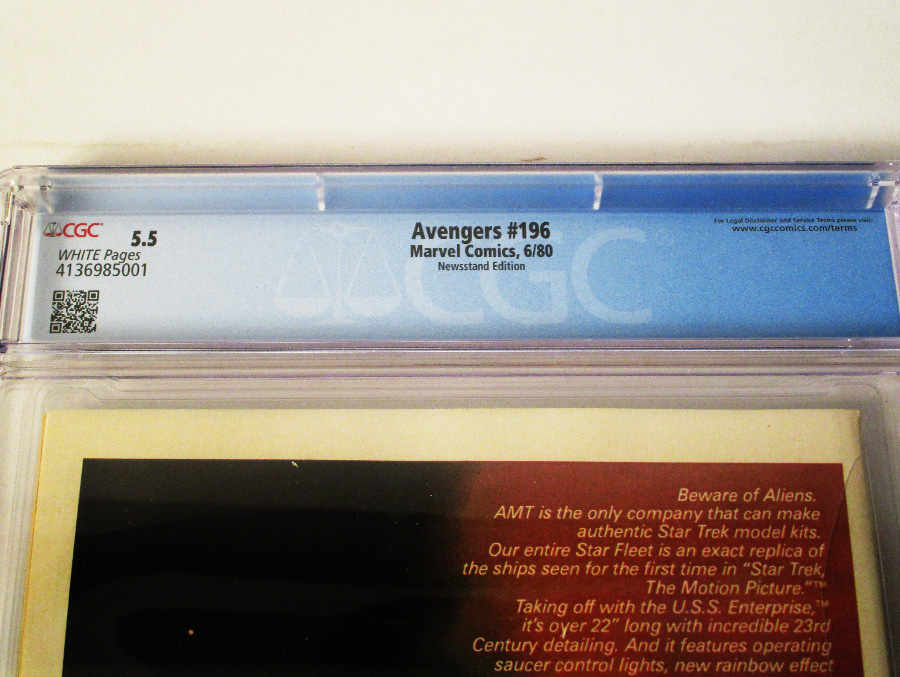 CGC
5.5
WHITE Pages
4136985001
Avengers #196
Marvel Comics, 6/80
Newsstand Edition
For Legal Disclaimer and Service Terms please visit:
www.cgccomics.com/terms
CGC
Beware of Aliens.
AMT is the only company that can make
authentic Star Trek model kits.
Our entire Star Fleet is an exact replica of
the ships seen for the first time in “Star Trek,
The Motion Picture.”™
Taking off with the U.S.S. Enterprise,™
it's over 22” long with incredible 23rd
Century detailing. And it features operating
saucer control lights, new rainbow effect